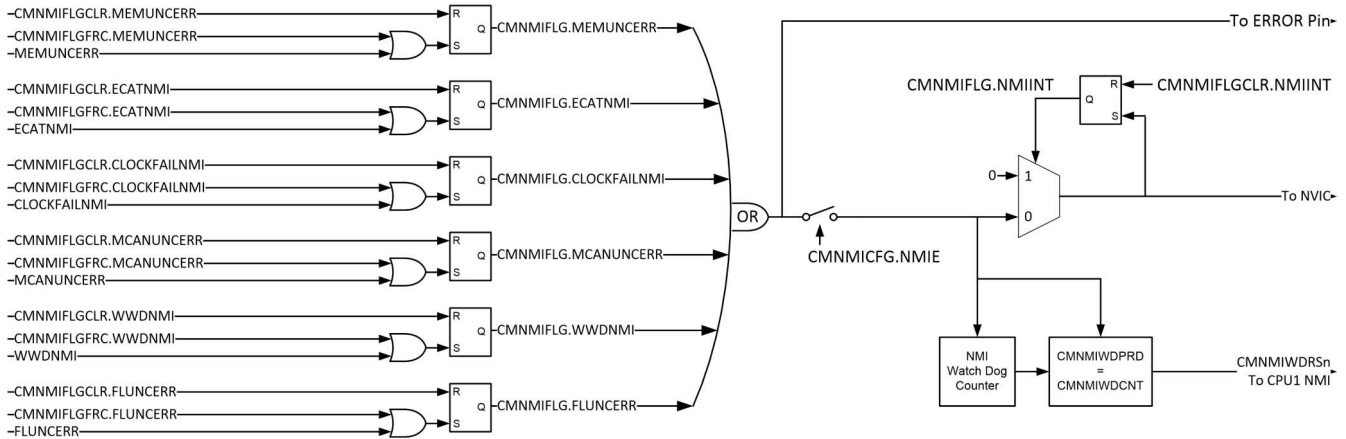 CMNMIFLGCLR.MEMUNCERR
CMNMIFLGFRC.MEMUNCERR
MEMUNCERR
R
Q
S
CMNMIFLG.MEMUNCERR
CMNMIFLGCLR.ECATNMI
CMNMIFLGFRC.ECATNMI
ECATNMI
R
Q
S
CMNMIFLG.ECATNMI
CMNMIFLGCLR.CLOCKFAILNMI
CMNMIFLGFRC.CLOCKFAILNMI
CLOCKFAILNMI
R
Q
S
CMNMIFLG.CLOCKFAILNMI
CMNMIFLGCLR.MCANUNCERR
CMNMIFLGFRC.MCANUNCERR
MCANUNCERR
R
Q
S
CMNMIFLG.MCANUNCERR
CMNMIFLGCLR.WWDNMI
CMNMIFLGFRC.WWDNMI
WWDNMI
R
Q
S
CMNMIFLG.WWDNMI
CMNMIFLGCLR.FLUNCERR
CMNMIFLGFRC.FLUNCERR
FLUNCERR
R
Q
S
CMNMIFLG.FLUNCERR
OR
CMNMICFG.NMIE
To ERROR Pin
CMNMIFLG.NMIINT
R
Q
S
CMNMIFLGCLR.NMIINT
0
1
0
To NVIC
NMI
Watch Dog
Counter
CMNMIWDPRD
=
CMNMIWDCNT
CMNMIWDRSn
To CPU1 NMI